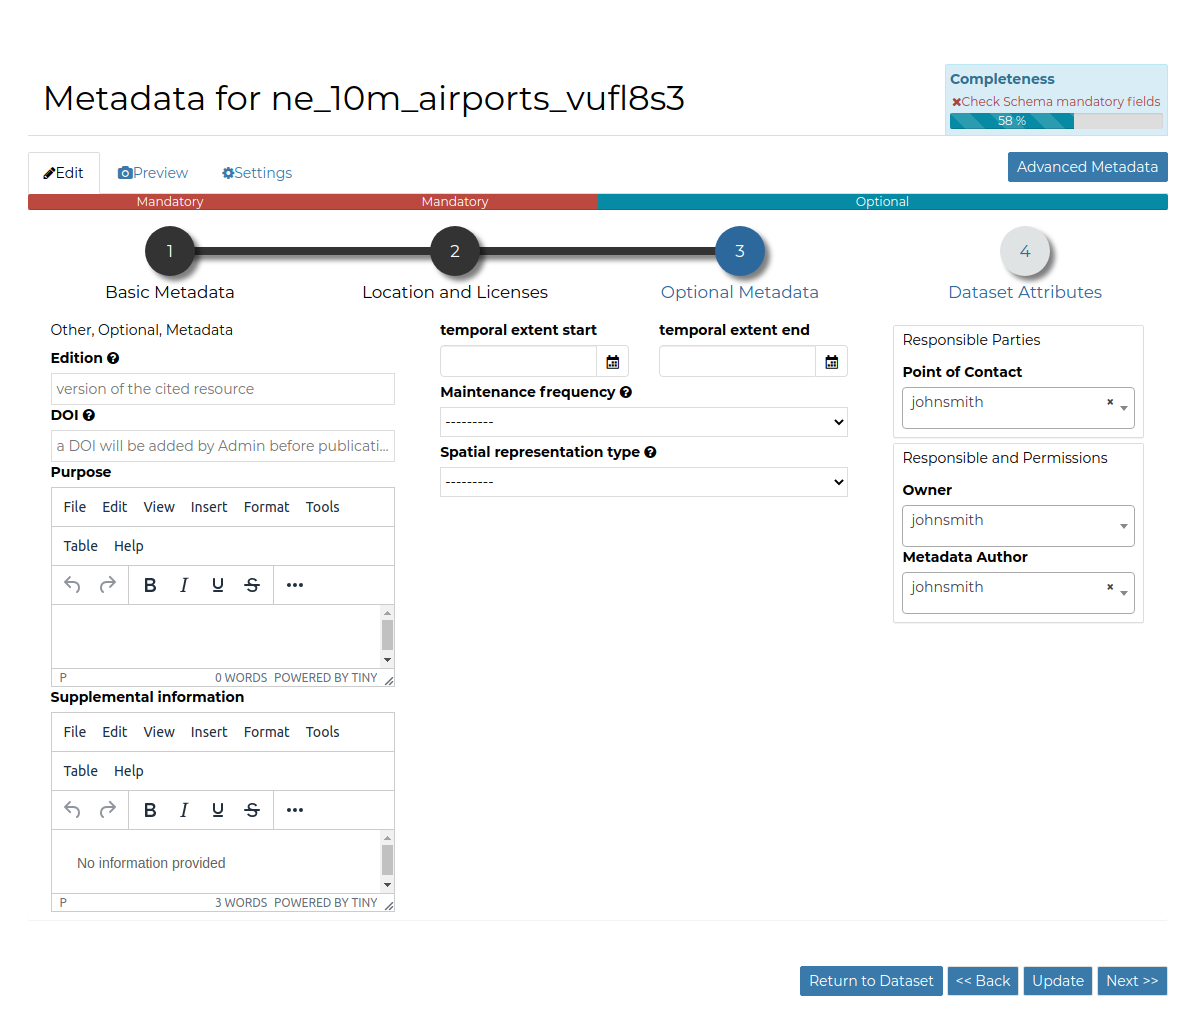 Metadata for ne_10m_airports_vufl8s3
Completeness
✖Check Schema mandatory fields
58 %
Edit
Preview
Settings
Advanced Metadata
Mandatory
Mandatory
Optional
1
2
3
4
Basic Metadata
Location and Licenses
Optional Metadata
Dataset Attributes
Other, Optional, Metadata
Edition
version of the cited resource
DOI
a DOI will be added by Admin before publicati...
Purpose
File Edit View Insert Format Tools
Table Help
B I U S ...
P 0 WORDS POWERED BY TINY
Supplemental information
File Edit View Insert Format Tools
Table Help
B I U S ...
No information provided
P 3 WORDS POWERED BY TINY
temporal extent start
temporal extent end
Maintenance frequency
---------
Spatial representation type
---------
Responsible Parties
Point of Contact
johnsmith ×
Responsible and Permissions
Owner
johnsmith
Metadata Author
johnsmith ×
Return to Dataset
<< Back
Update
Next >>